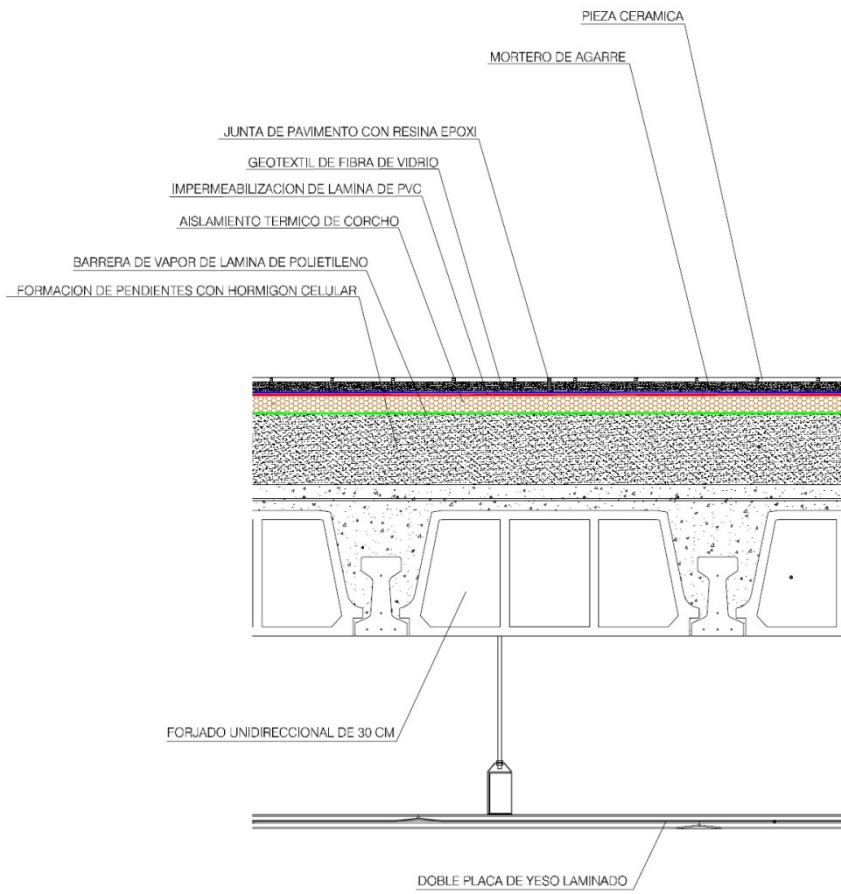 PIEZA CERAMICA
MORTERO DE AGARRE
JUNTA DE PAVIMENTO CON RESINA EPOXI
GEOTEXTIL DE FIBRA DE VIDRIO
IMPERMEABILIZACION DE LAMINA DE PVC
AISLAMIENTO TERMICO DE CORCHO
BARRERA DE VAPOR DE LAMINA DE POLIETILENO
FORMACION DE PENDIENTES CON HORMIGON CELULAR
FORJADO UNIDIRECCIONAL DE 30 CM
DOBLE PLACA DE YESO LAMINADO